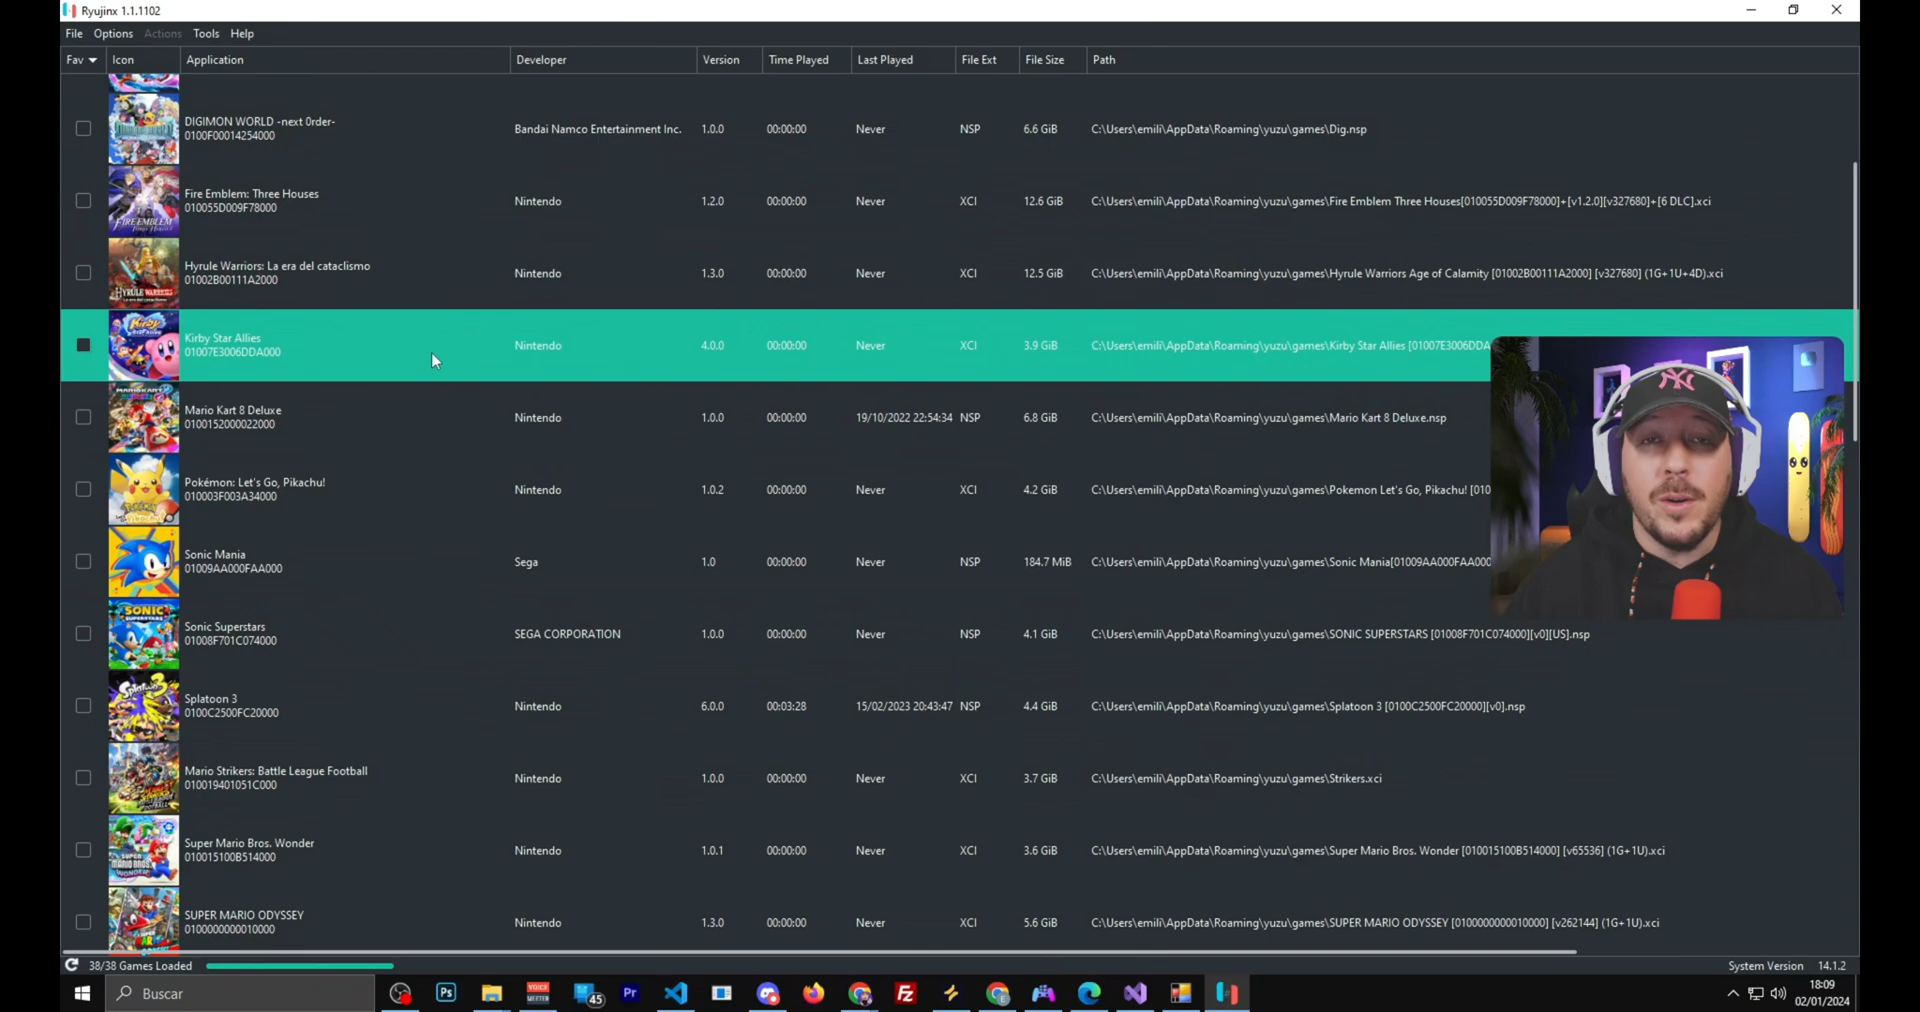 Ryujinx 1.1.1102
File Options Actions Tools Help
Fav Icon Application Developer Version Time Played Last Played File Ext File Size Path
DIGIMON WORLD -next 0rder-
0100F00014254000
Bandai Namco Entertainment Inc. 1.0.0 00:00:00 Never NSP 6.6 GiB C:\Users\emili\AppData\Roaming\yuzu\games\Dig.nsp
Fire Emblem: Three Houses
010055D009F78000
Nintendo 1.2.0 00:00:00 Never XCI 12.6 GiB C:\Users\emili\AppData\Roaming\yuzu\games\Fire Emblem Three Houses[010055D009F78000]+[v1.2.0][v327680]+[6 DLC].xci
Hyrule Warriors: La era del cataclismo
01002B00111A2000
Nintendo 1.3.0 00:00:00 Never XCI 12.5 GiB C:\Users\emili\AppData\Roaming\yuzu\games\Hyrule Warriors Age of Calamity [01002B00111A2000] [v327680] (1G+1U+4D).xci
Kirby Star Allies
01007E3006DDA000
Nintendo 4.0.0 00:00:00 Never XCI 3.9 GiB C:\Users\emili\AppData\Roaming\yuzu\games\Kirby Star Allies [01007E3006DDA
Mario Kart 8 Deluxe
0100152000022000
Nintendo 1.0.0 00:00:00 19/10/2022 22:54:34 NSP 6.8 GiB C:\Users\emili\AppData\Roaming\yuzu\games\Mario Kart 8 Deluxe.nsp
Pokémon: Let's Go, Pikachu!
010003F003A34000
Nintendo 1.0.2 00:00:00 Never XCI 4.2 GiB C:\Users\emili\AppData\Roaming\yuzu\games\Pokemon Let's Go, Pikachu! [010
Sonic Mania
01009AA000FAA000
Sega 1.0 00:00:00 Never NSP 184.7 MiB C:\Users\emili\AppData\Roaming\yuzu\games\Sonic Mania[01009AA000FAA000
Sonic Superstars
01008F701C074000
SEGA CORPORATION 1.0.0 00:00:00 Never NSP 4.1 GiB C:\Users\emili\AppData\Roaming\yuzu\games\SONIC SUPERSTARS [01008F701C074000][v0][US].nsp
Splatoon 3
0100C2500FC20000
Nintendo 6.0.0 00:03:28 15/02/2023 20:43:47 NSP 4.4 GiB C:\Users\emili\AppData\Roaming\yuzu\games\Splatoon 3 [0100C2500FC20000][v0].nsp
Mario Strikers: Battle League Football
010019401051C000
Nintendo 1.0.0 00:00:00 Never XCI 3.7 GiB C:\Users\emili\AppData\Roaming\yuzu\games\Strikers.xci
Super Mario Bros. Wonder
010015100B514000
Nintendo 1.0.1 00:00:00 Never XCI 3.6 GiB C:\Users\emili\AppData\Roaming\yuzu\games\Super Mario Bros. Wonder [010015100B514000] [v65536] (1G+1U).xci
SUPER MARIO ODYSSEY
0100000000010000
Nintendo 1.3.0 00:00:00 Never XCI 5.6 GiB C:\Users\emili\AppData\Roaming\yuzu\games\SUPER MARIO ODYSSEY [0100000000010000] [v262144] (1G+1U).xci
38/38 Games Loaded System Version 14.1.2
Buscar
Ps
VOICE MEETER
45
Pr
Fz
18:09
02/01/2024